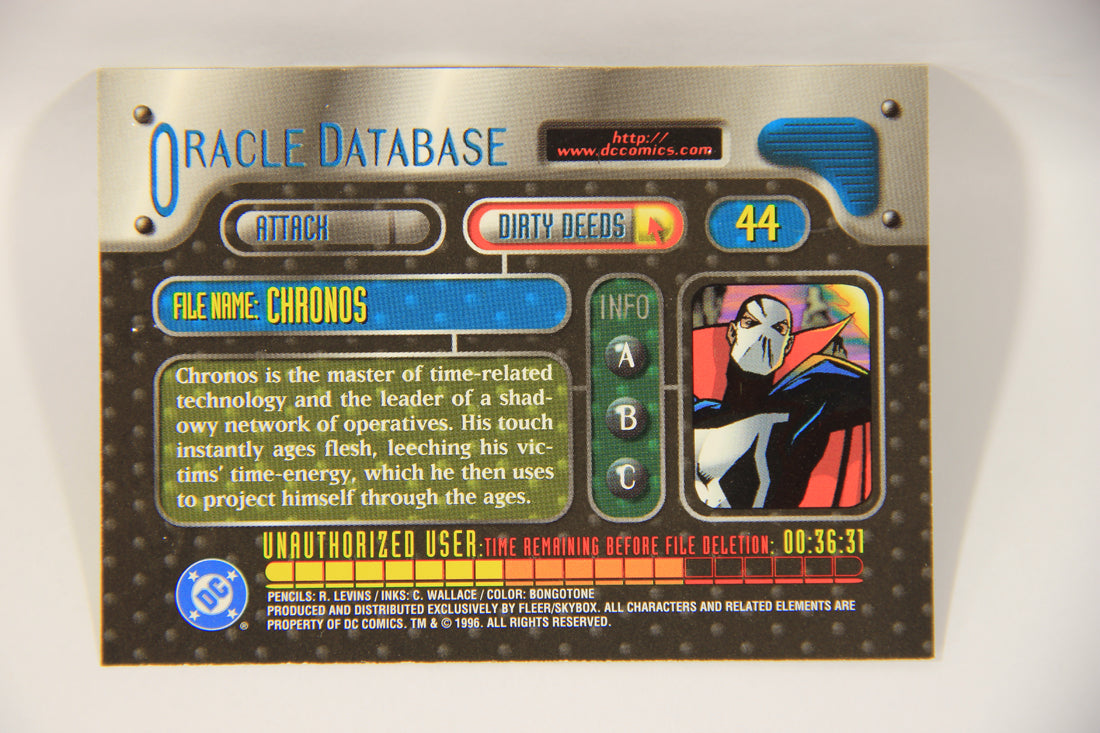 ORACLE DATABASE
http://
www.dccomics.com
ATTACK
DIRTY DEEDS
44
FILE NAME: CHRONOS
INFO
A
B
C
Chronos is the master of time-related
technology and the leader of a shad-
owy network of operatives. His touch
instantly ages flesh, leeching his vic-
tims' time-energy, which he then uses
to project himself through the ages.
UNAUTHORIZED USER: TIME REMAINING BEFORE FILE DELETION: 00:36:31
DC
®
PENCILS: R. LEVINS / INKS: C. WALLACE / COLOR: BONGOTONE
PRODUCED AND DISTRIBUTED EXCLUSIVELY BY FLEER/SKYBOX. ALL CHARACTERS AND RELATED ELEMENTS ARE
PROPERTY OF DC COMICS. TM & © 1996. ALL RIGHTS RESERVED.